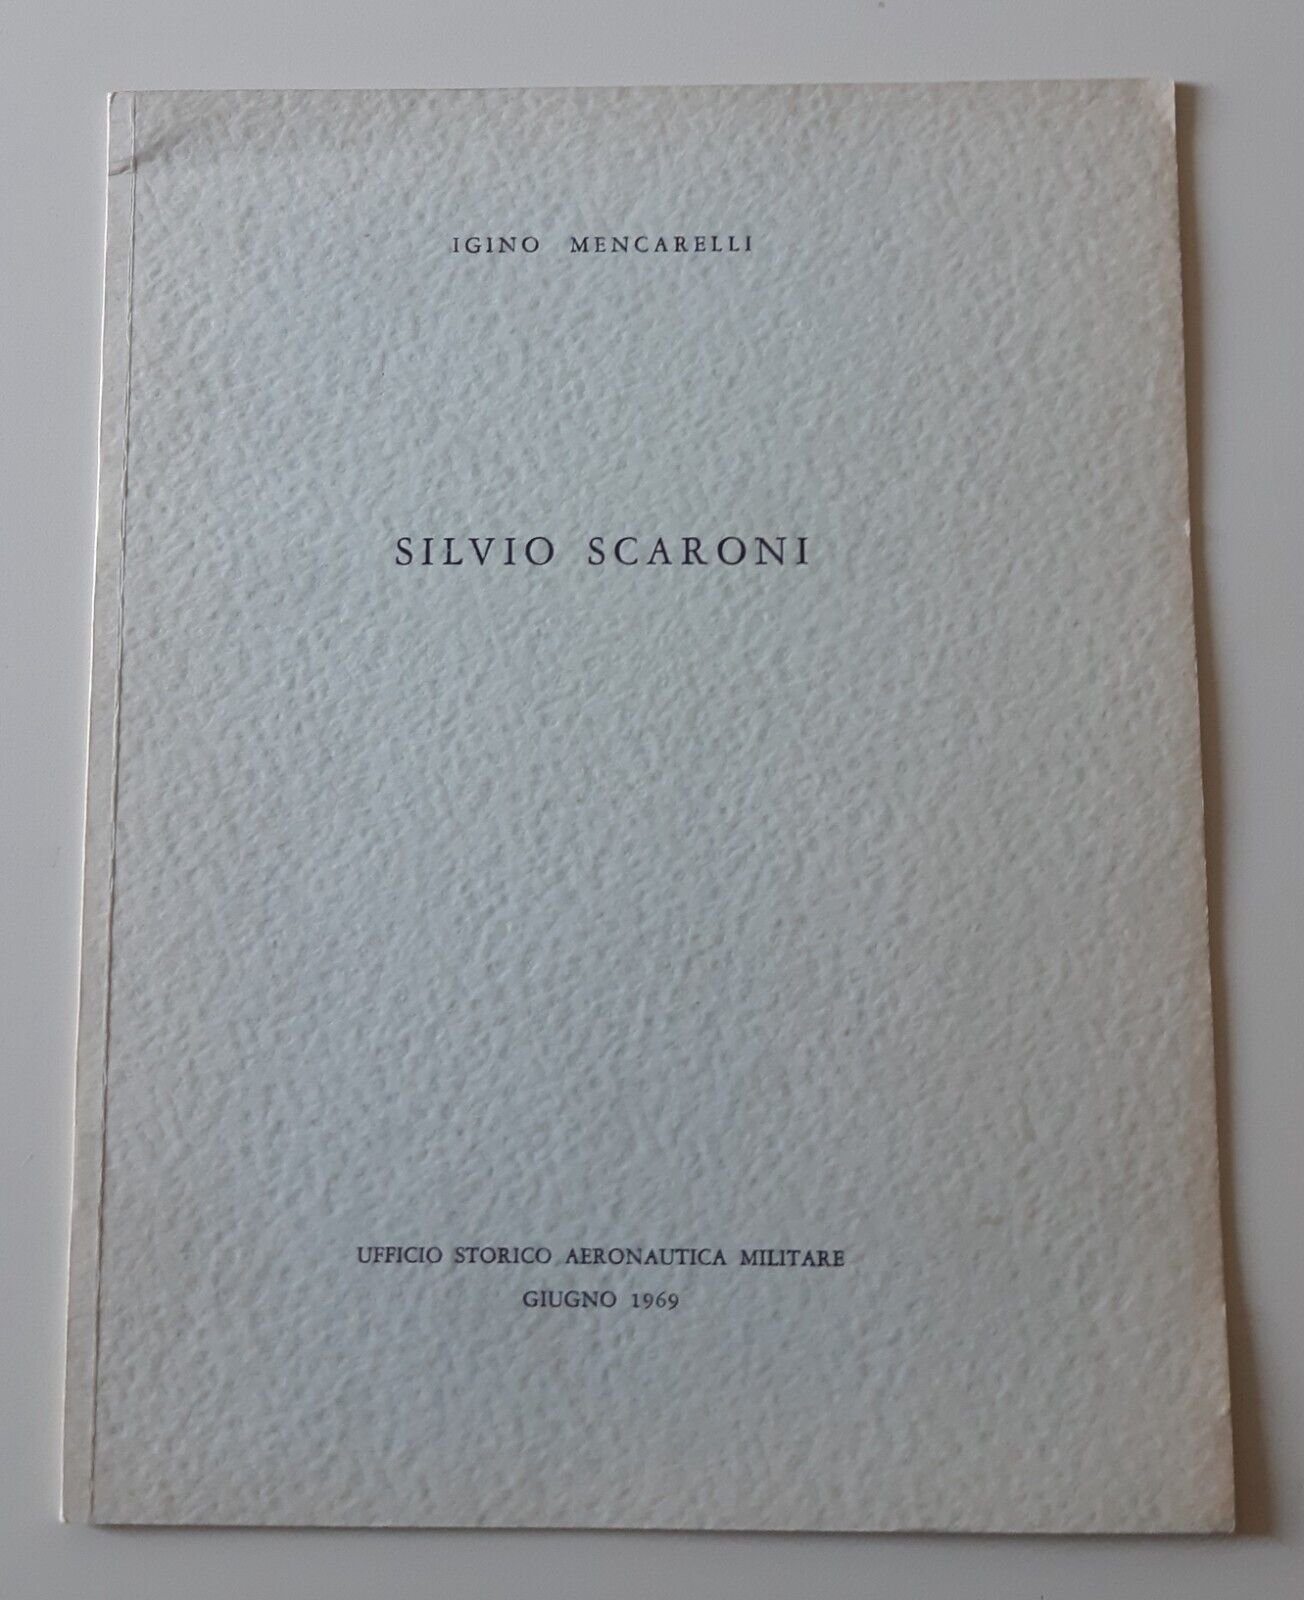 IGINO MENCARELLI
SILVIO SCARONI
UFFICIO STORICO AERONAUTICA MILITARE
GIUGNO 1969